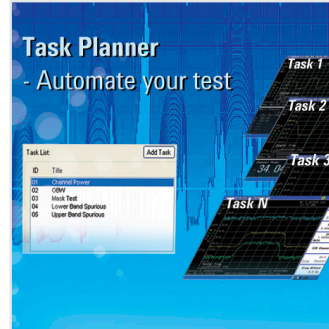 Task Planner
- Automate your test
Task 1
Task 2
Task 3
Task N
Task List:
Add Task
ID Title
01 Channel Power
02 OBW
03 Mask Test
04 Lower Band Spurious
05 Upper Band Spurious